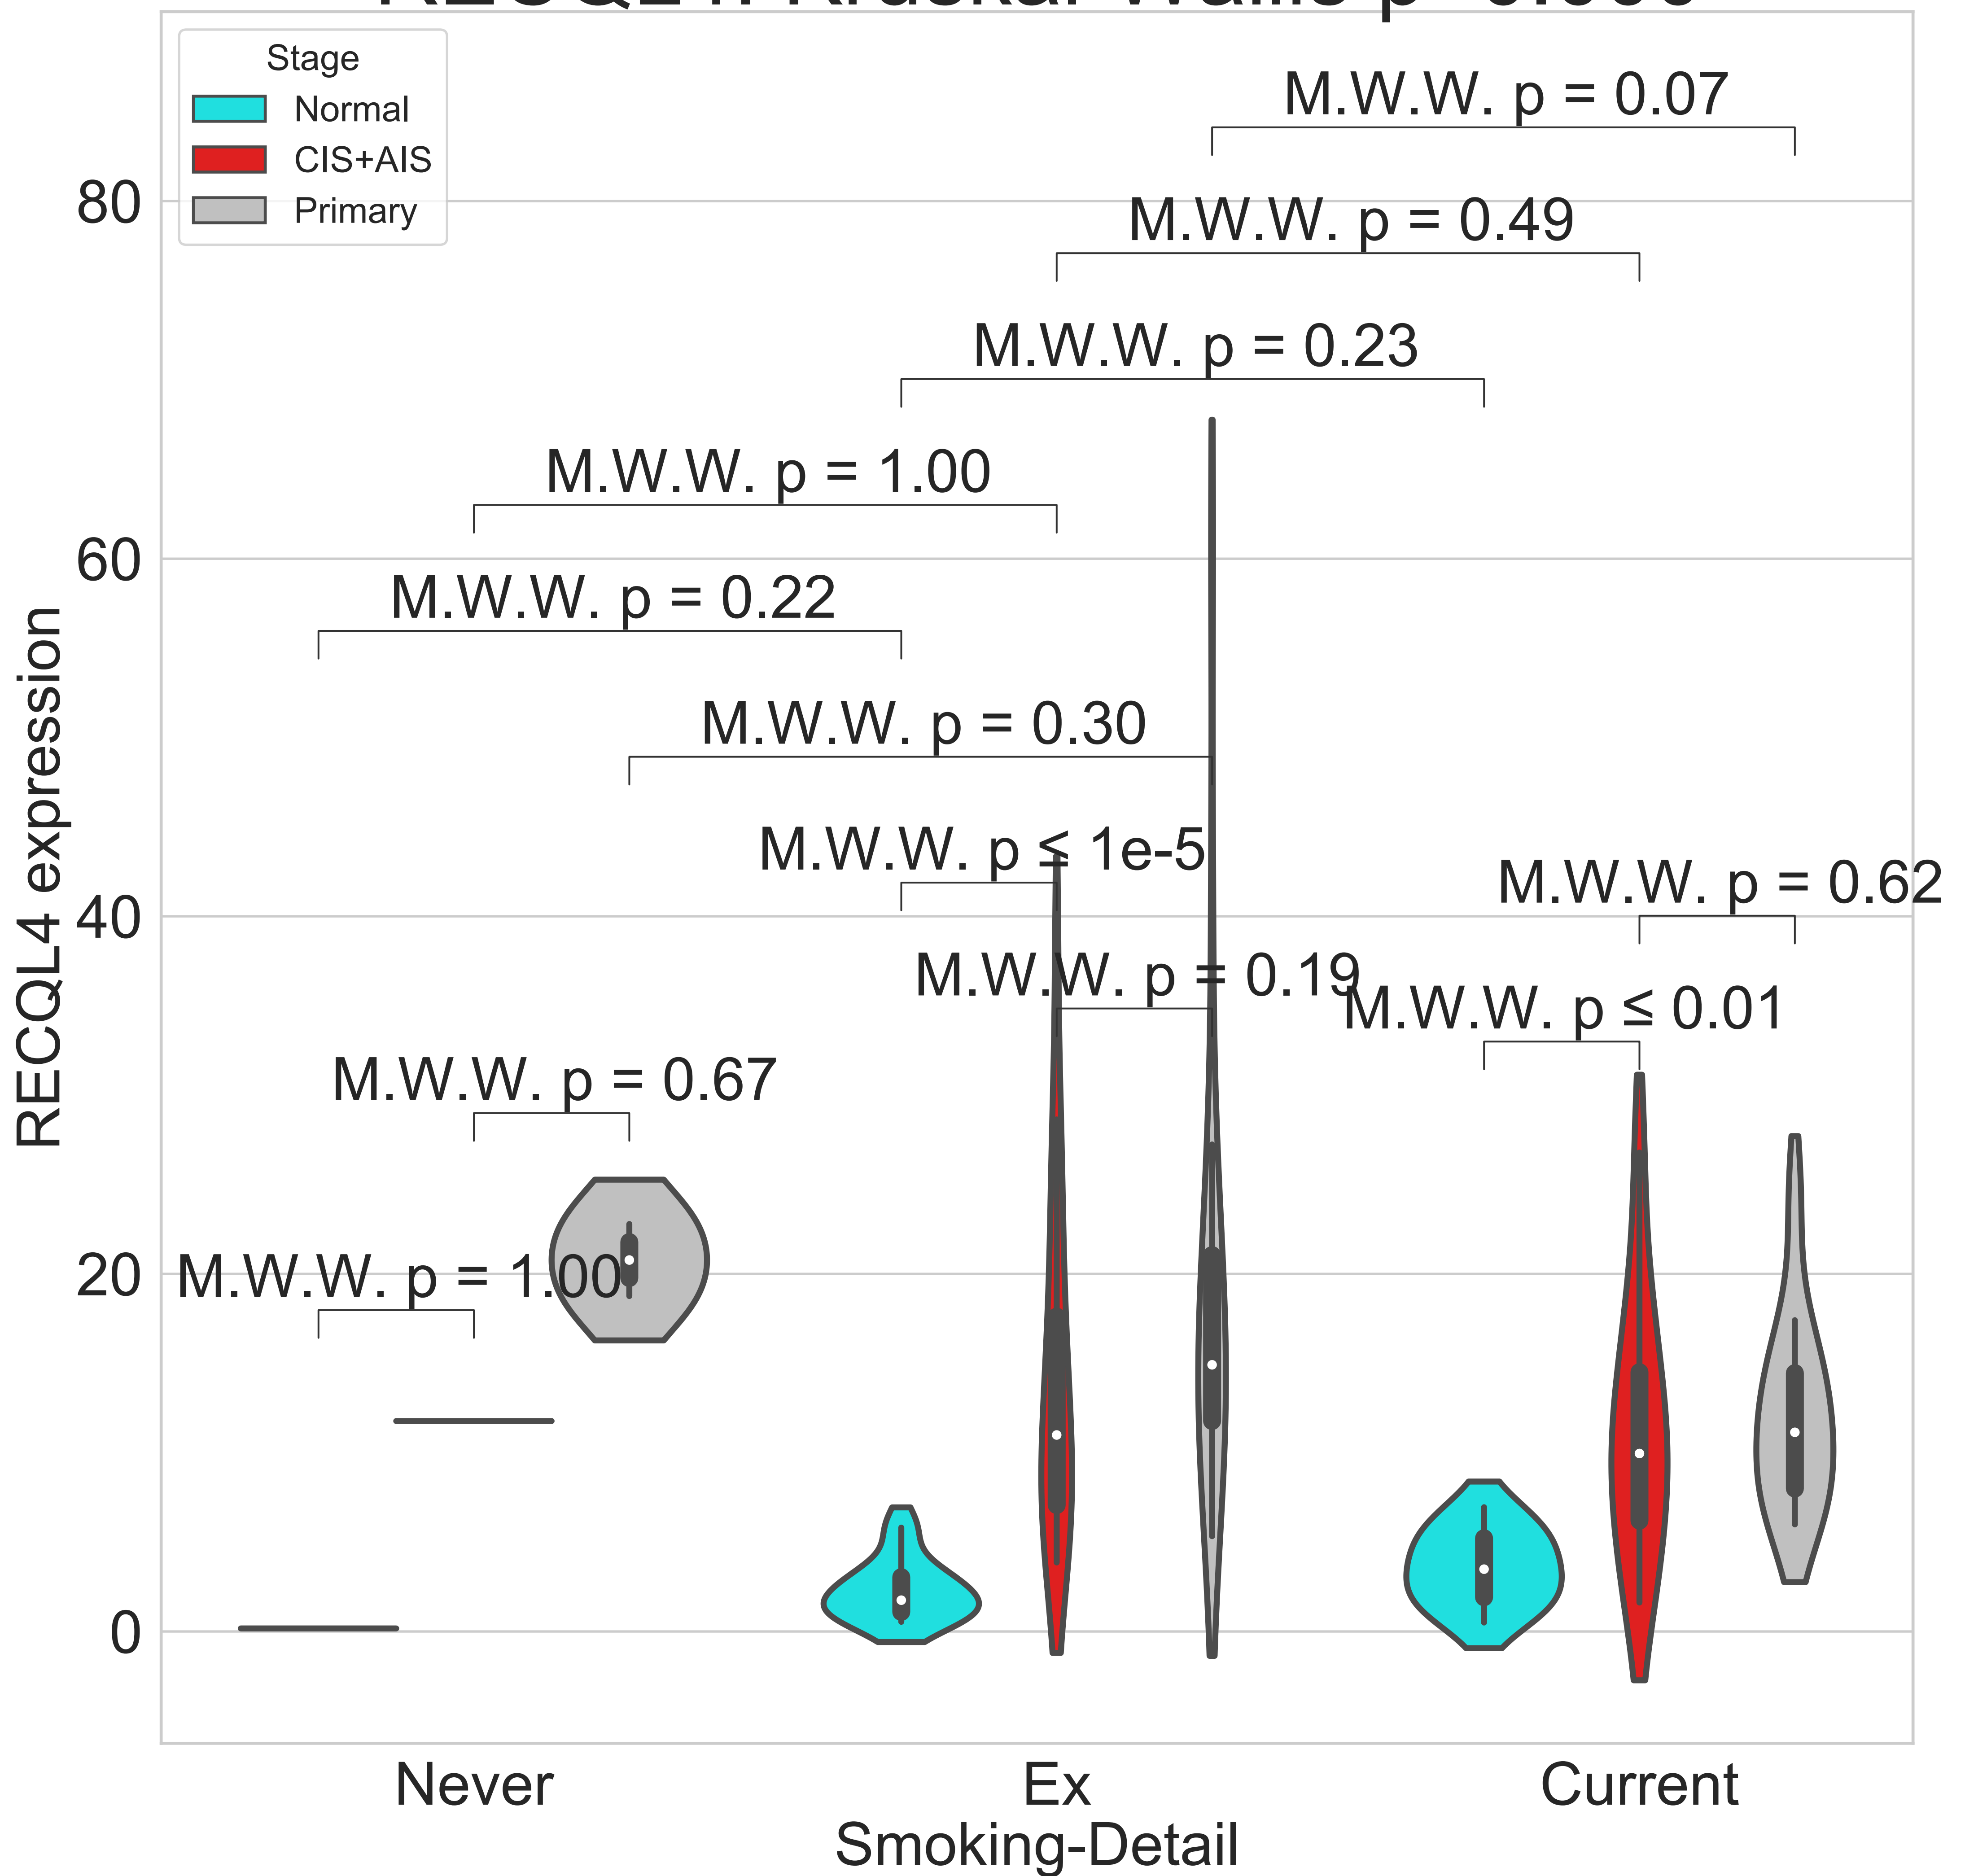 Stage
Normal
CIS+AIS
Primary
M.W.W. p = 0.07
80
M.W.W. p = 0.49
M.W.W. p = 0.23
M.W.W. p = 1.00
60
M.W.W. p = 0.22
M.W.W. p = 0.30
M.W.W. p ≤ 1e-5
M.W.W. p = 0.62
40
M.W.W. p = 0.19
M.W.W. p ≤ 0.01
M.W.W. p = 0.67
M.W.W. p = 1.00
20
0
RECQL4 expression
Never
Ex
Current
Smoking-Detail